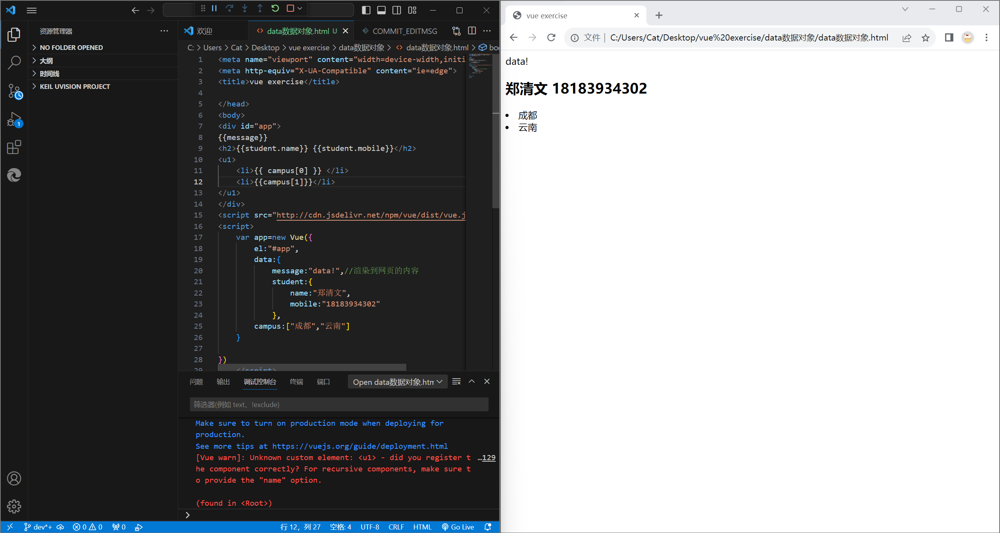 资源管理器
NO FOLDER OPENED
大纲
时间线
KEIL UVISION PROJECT
欢迎
data数据对象.html U
COMMIT_EDITMSG
C: > Users > Cat > Desktop > vue exercise > data数据对象 > <> data数据对象.html >
1 <meta name="viewport" content="width=device-width,initi
2 <meta http-equiv="X-UA-Compatible" content="ie=edge">
3 <title>vue exercise</title>
4
5 </head>
6 <body>
7 <div id="app">
8 {{message}}
9 <h2>{{student.name}} {{student.mobile}}</h2>
10 <u1>
11 <li>{{ campus[0] }} </li>
12 <li>{{campus[1]}}</li>
13 </u1>
14 </div>
15 <script src="http://cdn.jsdelivr.net/npm/vue/dist/vue.j
16 <script>
17 var app=new Vue({
18 el:"#app",
19 data:{
20 message:"data!",//渲染到网页的内容
21 student:{
22 name:"郑清文",
23 mobile:"18183934302"
24 },
25 campus:["成都","云南"]
26 }
27
28 })
29 </script>
问题 输出 调试控制台 终端 端口
Open data数据对象.htm
筛选器(例如 text、!exclude)
Make sure to turn on production mode when deploying for
production.
See more tips at https://vuejs.org/guide/deployment.html
[Vue warn]: Unknown custom element: <u1> - did you register t …129
he component correctly? For recursive components, make sure t
o provide the "name" option.
(found in <Root>)
1
dev*+ 0 0 0
行 12，列 27 空格: 4 UTF-8 CRLF HTML Go Live
vue exercise
文件 | C:/Users/Cat/Desktop/vue%20exercise/data数据对象/data数据对象.html
data!
郑清文 18183934302
成都
云南